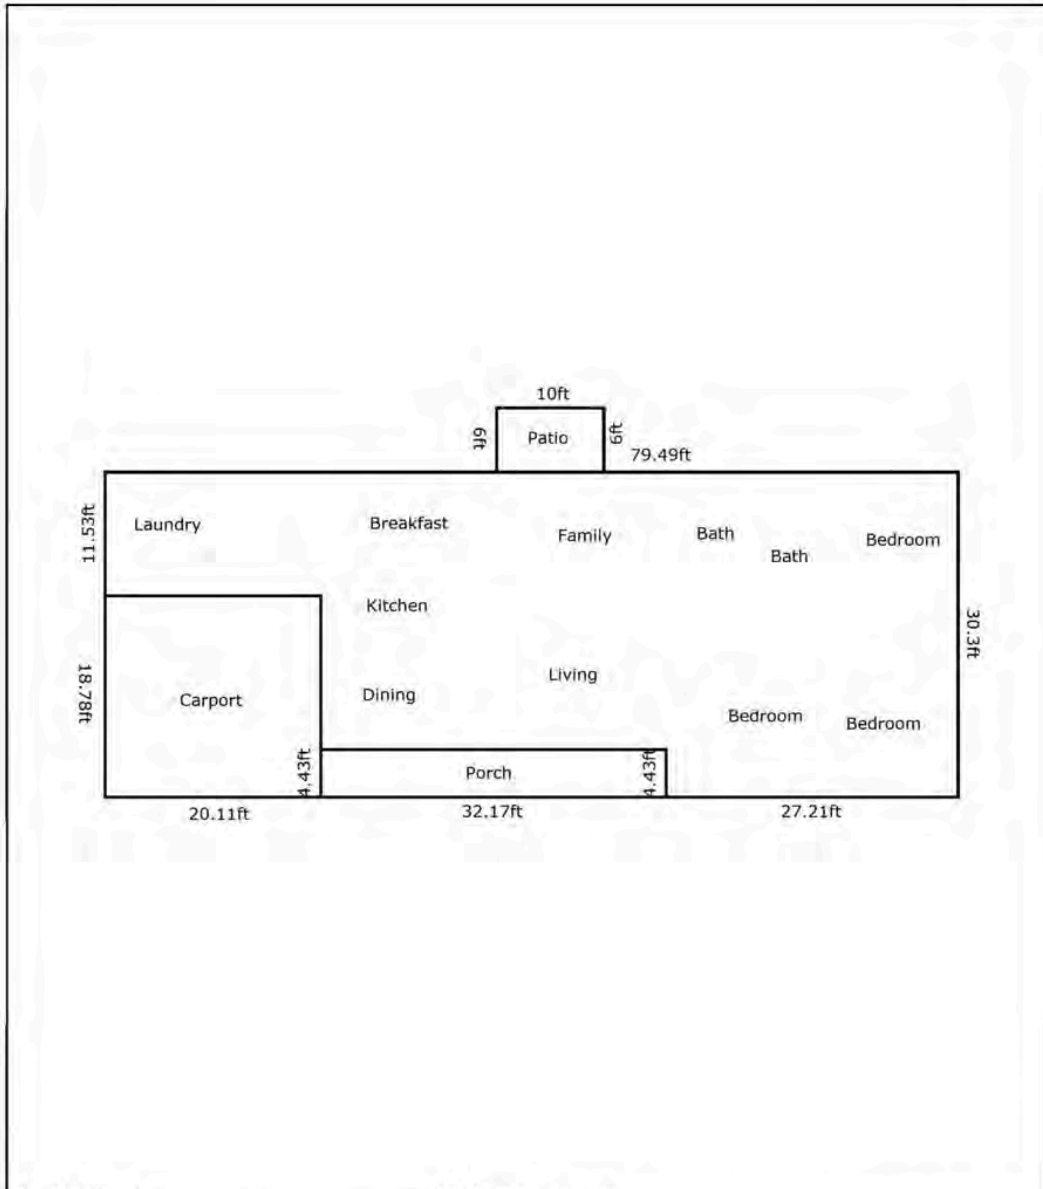 10ft
6ft
Patio
6ft
79.49ft
11.53ft
Laundry
Breakfast
Family
Bath
Bath
Bedroom
Kitchen
30.3ft
18.78ft
Carport
Dining
Living
Bedroom
Bedroom
4.43ft
Porch
4.43ft
20.11ft
32.17ft
27.21ft